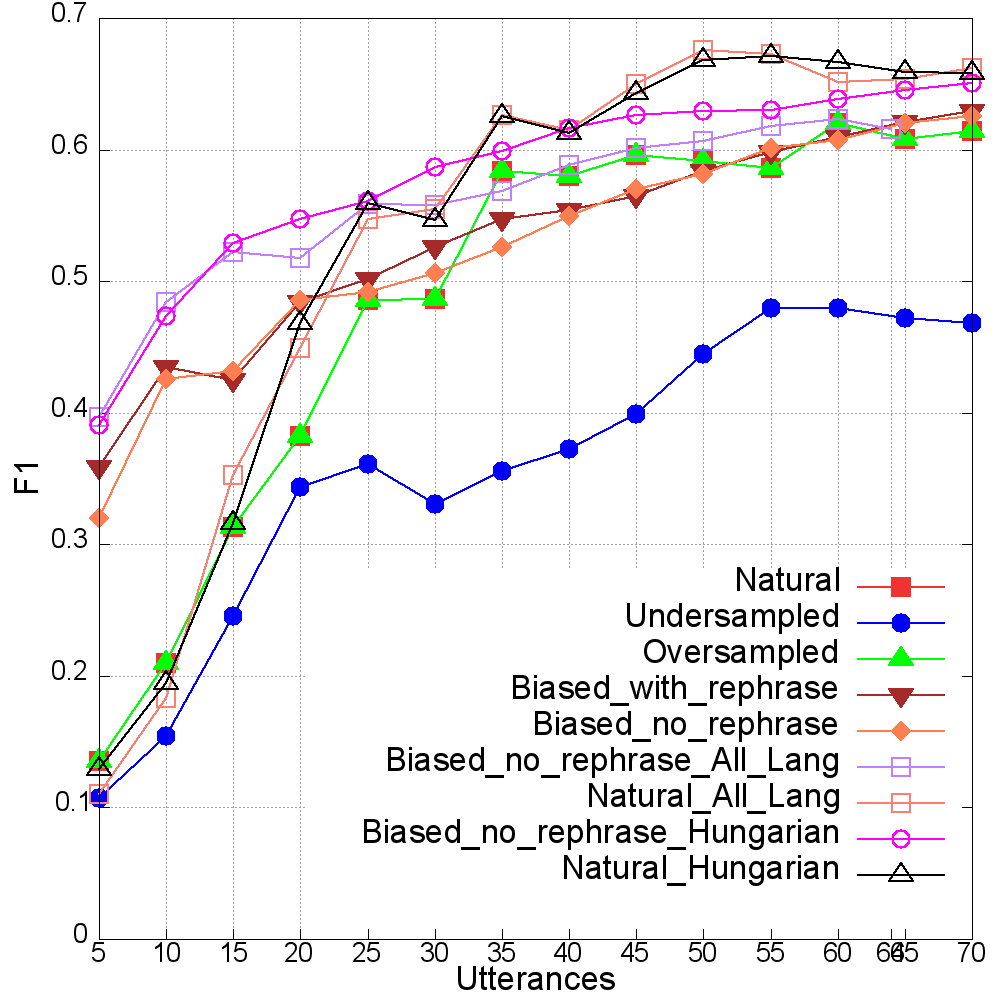 0.7
0.6
0.5
0.4
0.3
0.2
0.1
0
F1
Natural
Undersampled
Oversampled
Biased_with_rephrase
Biased_no_rephrase
Biased_no_rephrase_All_Lang
Natural_All_Lang
Biased_no_rephrase_Hungarian
Natural_Hungarian
5 10 15 20 25 30 35 40 45 50 55 60 64 65 70
Utterances